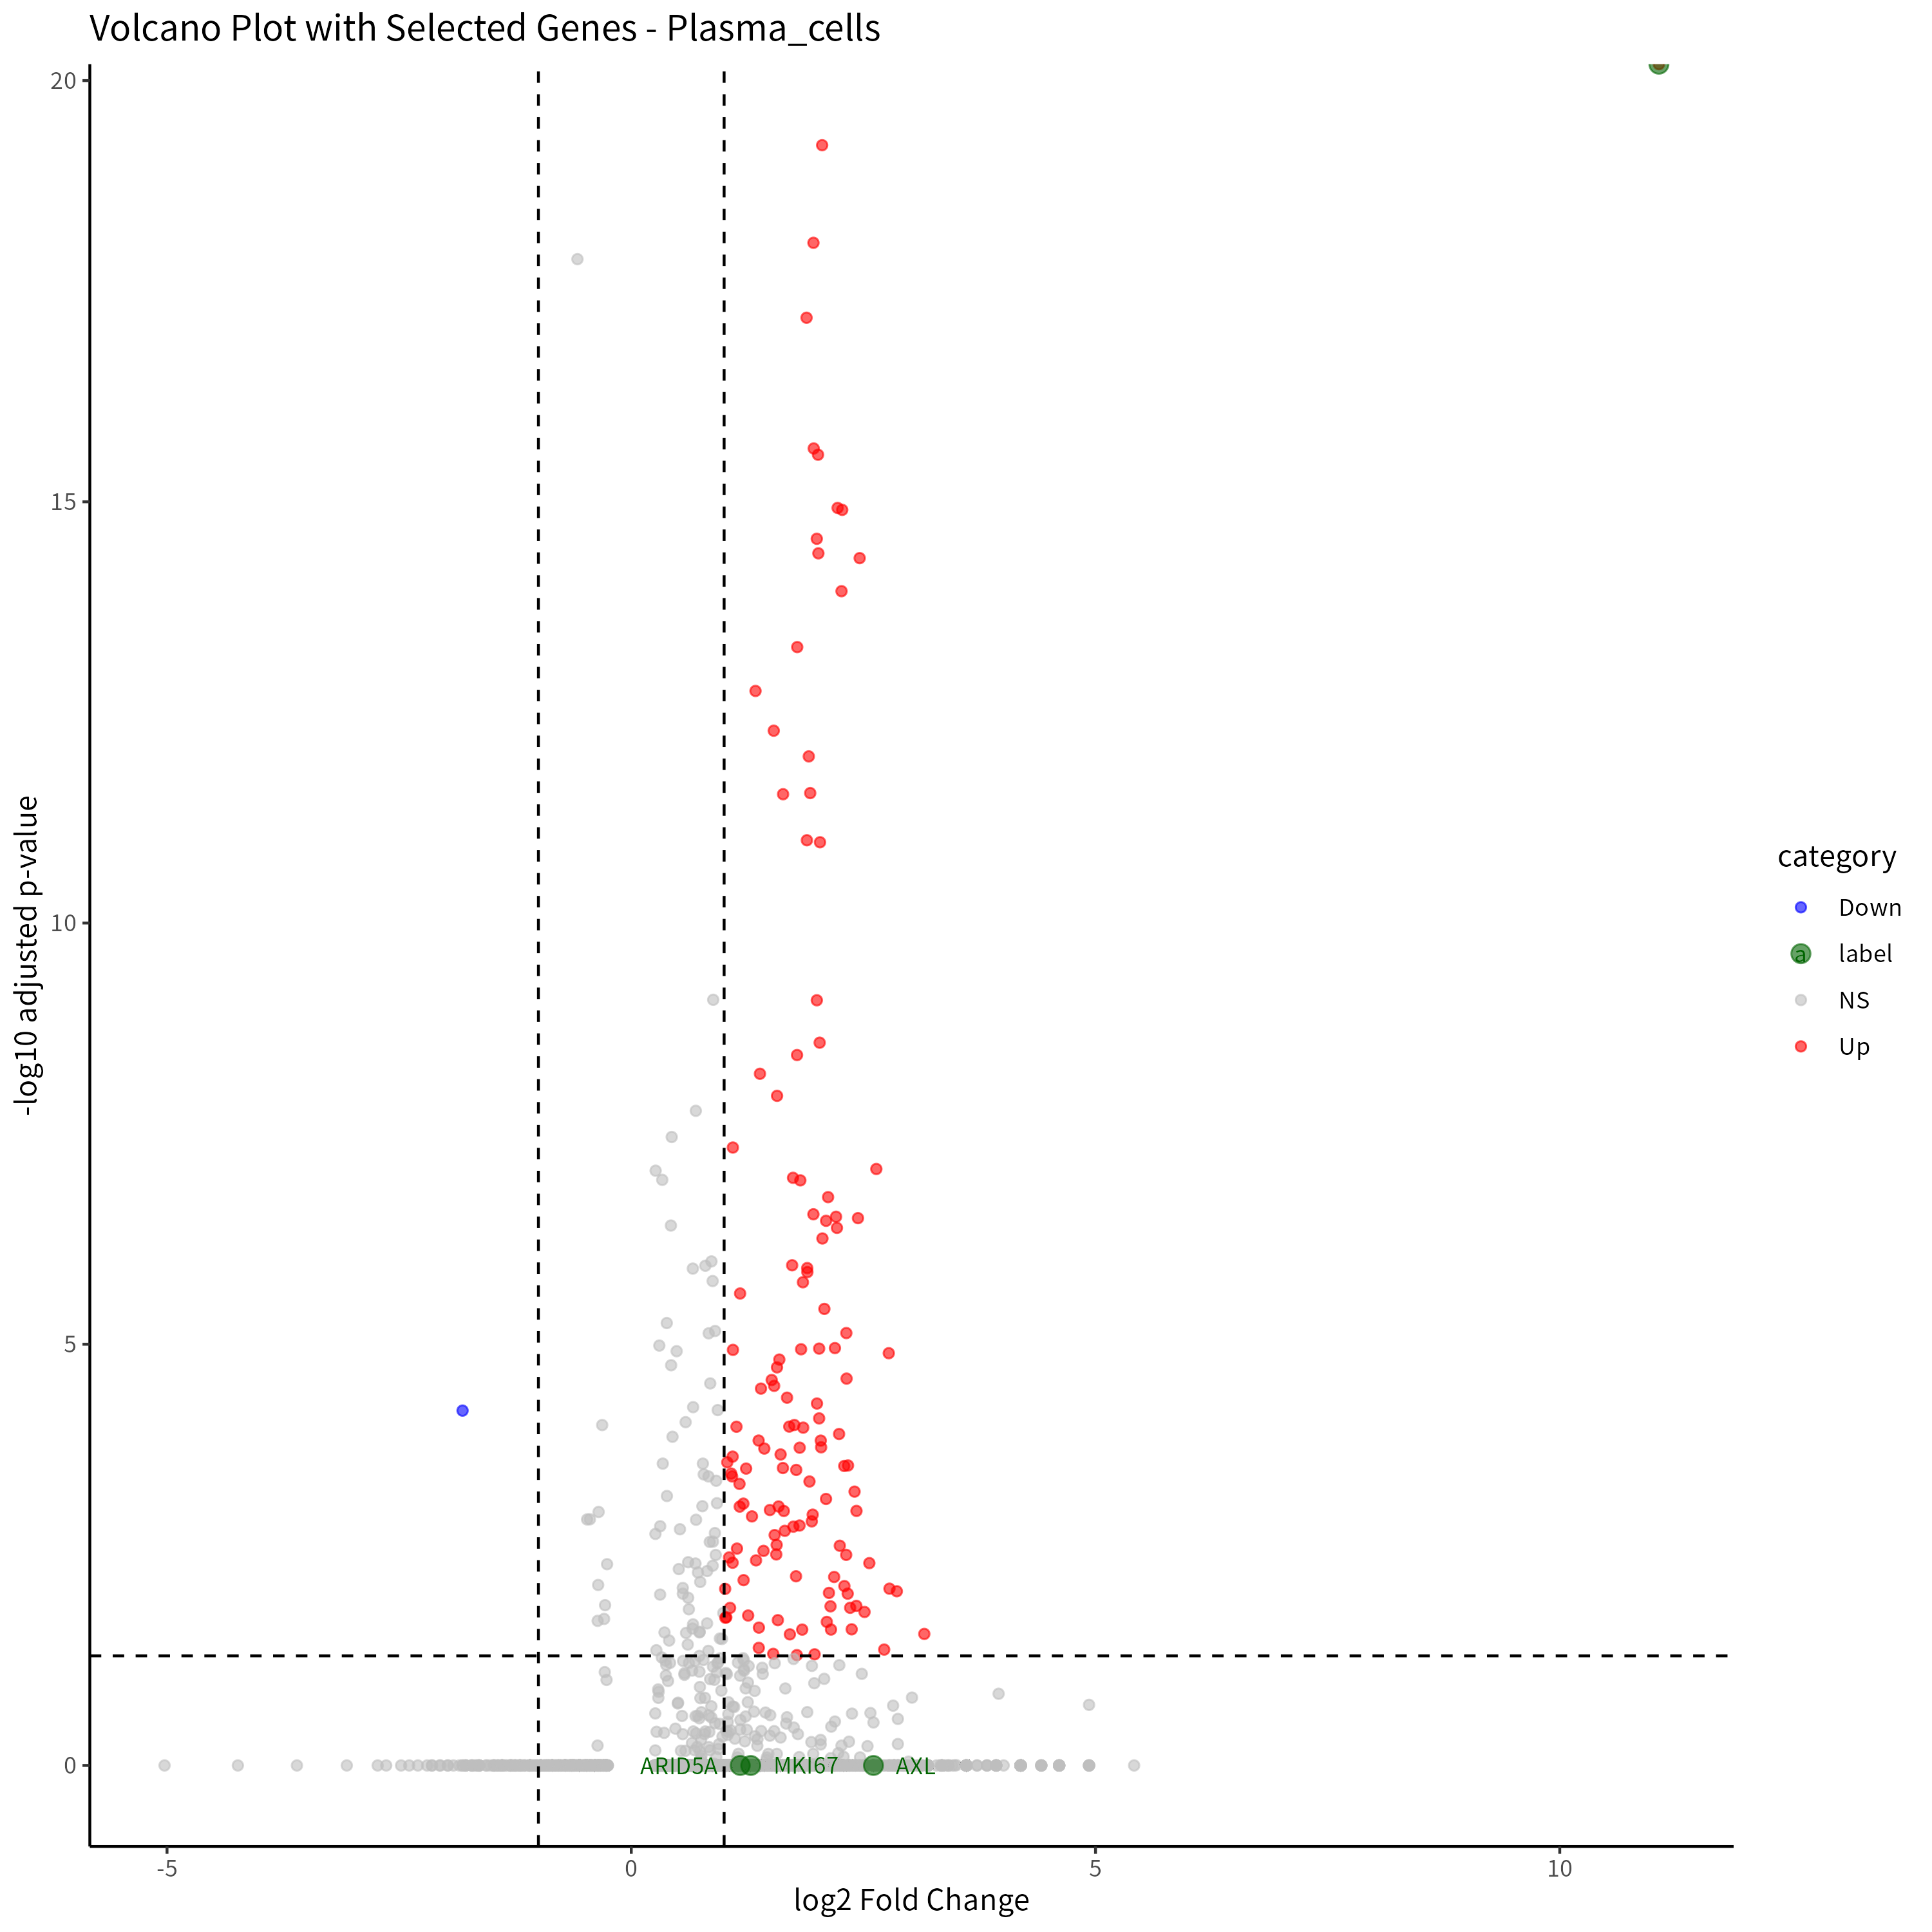 Volcano Plot with Selected Genes - Plasma_cells
20
15
10
5
0
-log10 adjusted p-value
ARID5A
MKI67
AXL
-5
0
5
10
log2 Fold Change
category
Down
a label
NS
Up